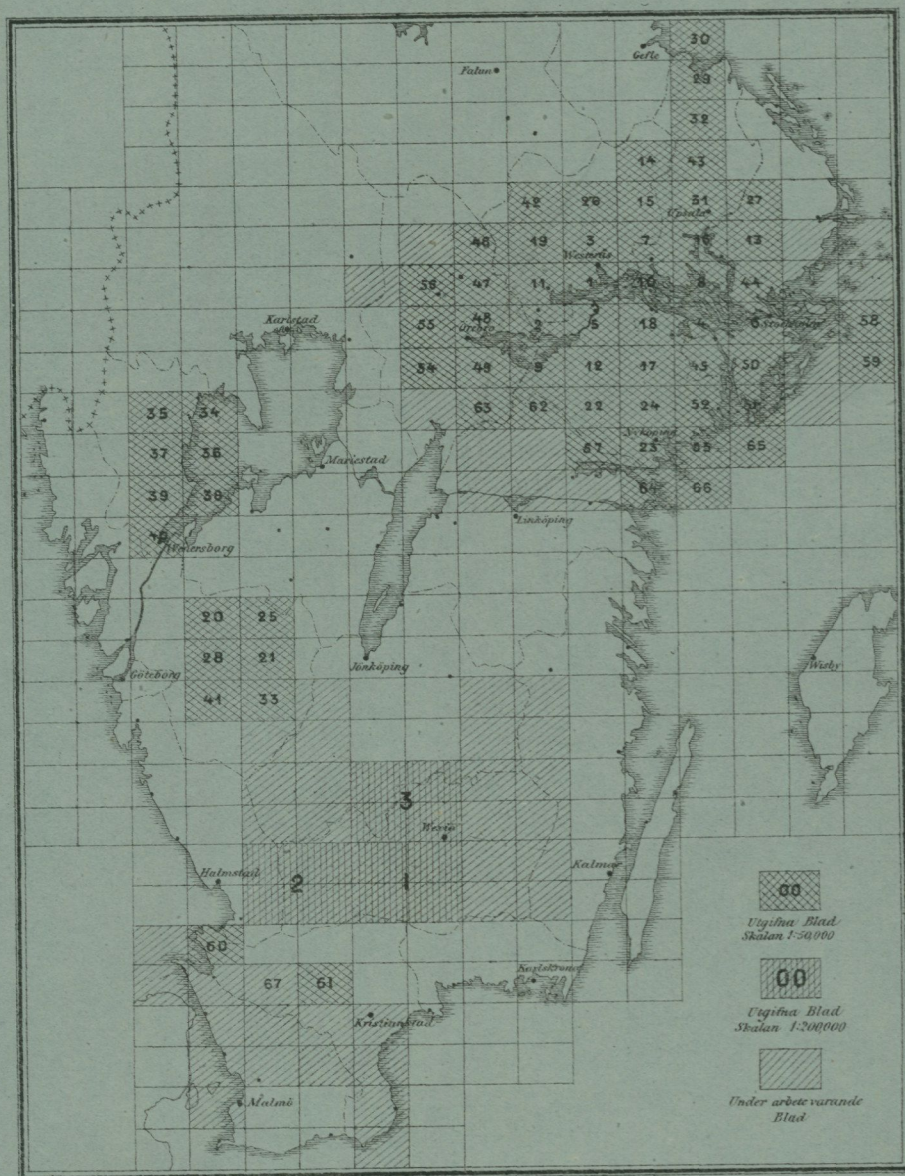 30
Gefle
Falun
29
32
14 43
42 26 15 31 27
Upsala
46 19 3 7 16 13
Westerås
56 47 11 1 10 8 44
Karlstad
55 48 2 5 18 4 6 Stockholm 58
Örebro
54 49 9 12 17 45 50 59
35 34 63 62 22 24 52
Nyköping
37 36 57 23 53 65
Mariestad
39 38 64 66
Linköping
40
Wenersborg
20 25
28 21 Jönköping Wisby
Göteborg
41 33
3
Wexiö
Halmstad 2 1 Kalmar
00
Utgifna Blad
Skalan 1:50,000
60
67 61 Karlskrona
00
Utgifna Blad
Skalan 1:200,000
Kristianstad
Malmö
Under arbete varande
Blad